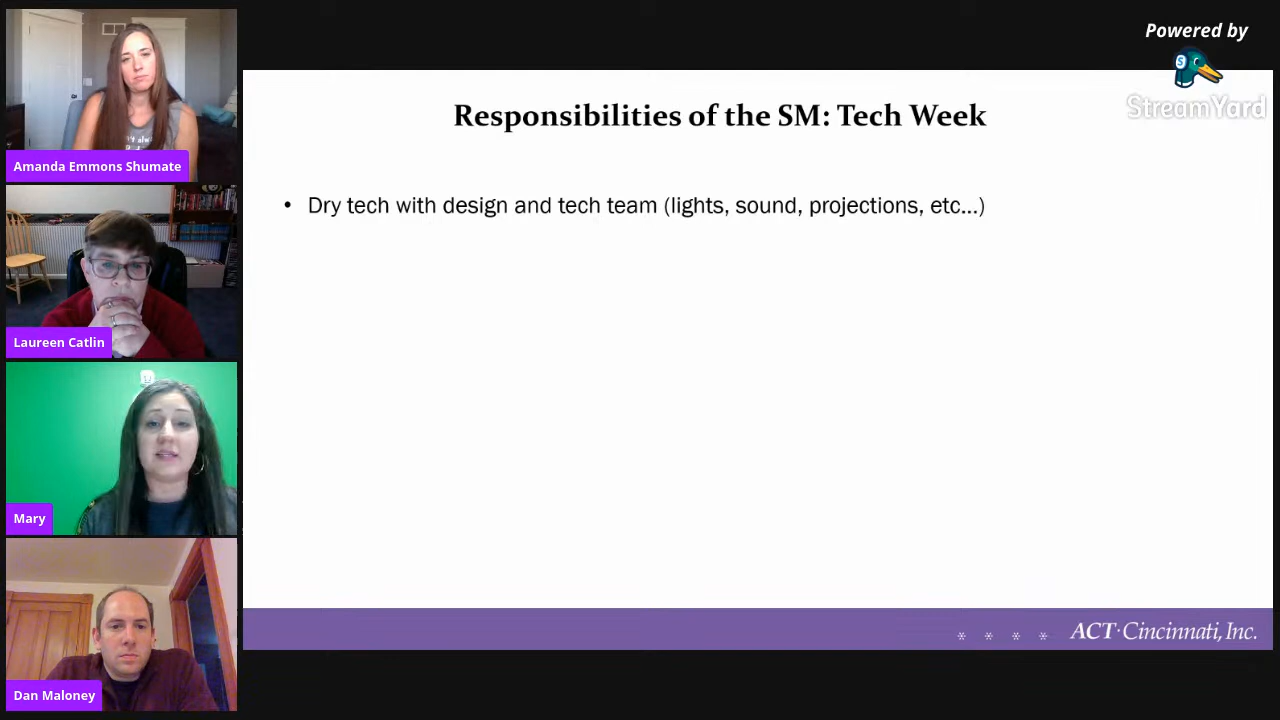 Powered by
StreamYard
Responsibilities of the SM: Tech Week
• Dry tech with design and tech team (lights, sound, projections, etc...)
Amanda Emmons Shumate
Laureen Catlin
Mary
Dan Maloney
* * * * ACT·Cincinnati, Inc.